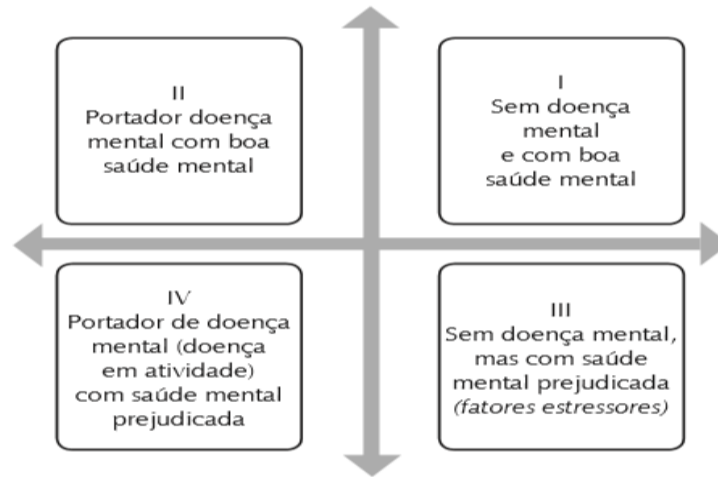 II
Portador doença
mental com boa
saúde mental
I
Sem doença
mental
e com boa
saúde mental
IV
Portador de doença
mental (doença
em atividade)
com saúde mental
prejudicada
III
Sem doença mental,
mas com saúde
mental prejudicada
(fatores estressores)